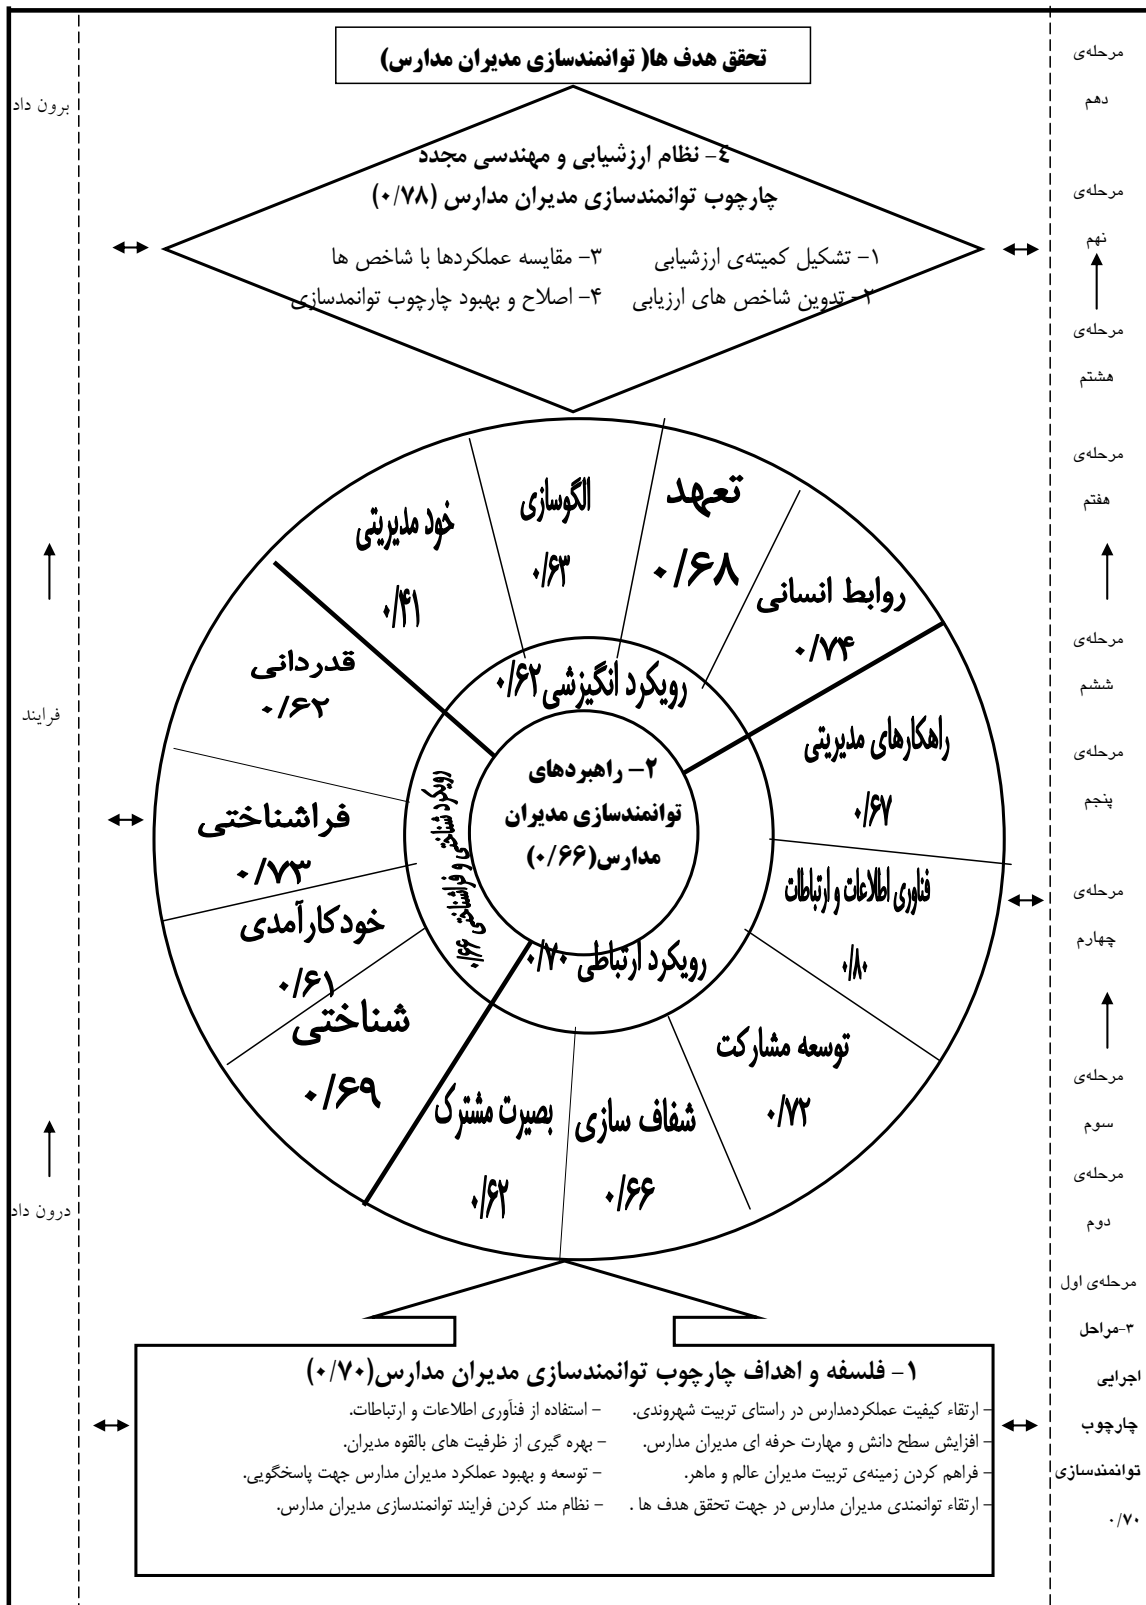 تحقق هدف ها( توانمندسازی مدیران مدارس)
٤- نظام ارزشیابی و مهندسی مجدد
چارچوب توانمندسازی مدیران مدارس (۰/۷۸)
۱- تشکیل کمیته‌ی ارزشیابی
۳- مقایسه عملکردها با شاخص ها
۲- تدوین شاخص های ارزیابی
۴- اصلاح و بهبود چارچوب توانمندسازی
مرحله‌ی
دهم
مرحله‌ی
نهم
مرحله‌ی
هشتم
مرحله‌ی
هفتم
مرحله‌ی
ششم
مرحله‌ی
پنجم
مرحله‌ی
چهارم
مرحله‌ی
سوم
مرحله‌ی
دوم
مرحله‌ی اول
۳-مراحل
اجرایی
چارچوب
توانمندسازی
۰/۷۰
تعهد
۰/۶۸
الگوسازی
۰/۶۳
خود مدیریتی
۰/۴۱
روابط انسانی
۰/۷۴
رویکرد انگیزشی۰/۶۲
قدردانی
۰/۶۲
فراشناختی
۰/۷۳
خودکارآمدی
۰/۶۱
شناختی
۰/۶۹
رویکرد شناختی و فراشناختی ۰/۶۶
۲- راهبردهای
توانمندسازی مدیران
مدارس(۰/۶۶)
راهکارهای مدیریتی
۰/۶۷
فناوری اطلاعات و ارتباطات
۰/۸۰
توسعه مشارکت
۰/۷۲
شفاف سازی
۰/۶۶
بصیرت مشترک
۰/۶۲
رویکرد ارتباطی ۰/۷۰
۱- فلسفه و اهداف چارچوب توانمندسازی مدیران مدارس(۰/۷۰)
- ارتقاء کیفیت عملکردمدارس در راستای تربیت شهروندی.
- افزایش سطح دانش و مهارت حرفه ای مدیران مدارس.
- فراهم کردن زمینه‌ی تربیت مدیران عالم و ماهر.
- ارتقاء توانمندی مدیران مدارس در جهت تحقق هدف ها .
- استفاده از فنآوری اطلاعات و ارتباطات.
- بهره گیری از ظرفیت های بالقوه مدیران.
- توسعه و بهبود عملکرد مدیران مدارس جهت پاسخگویی.
- نظام مند کردن فرایند توانمندسازی مدیران مدارس.
برون داد
فرایند
درون داد